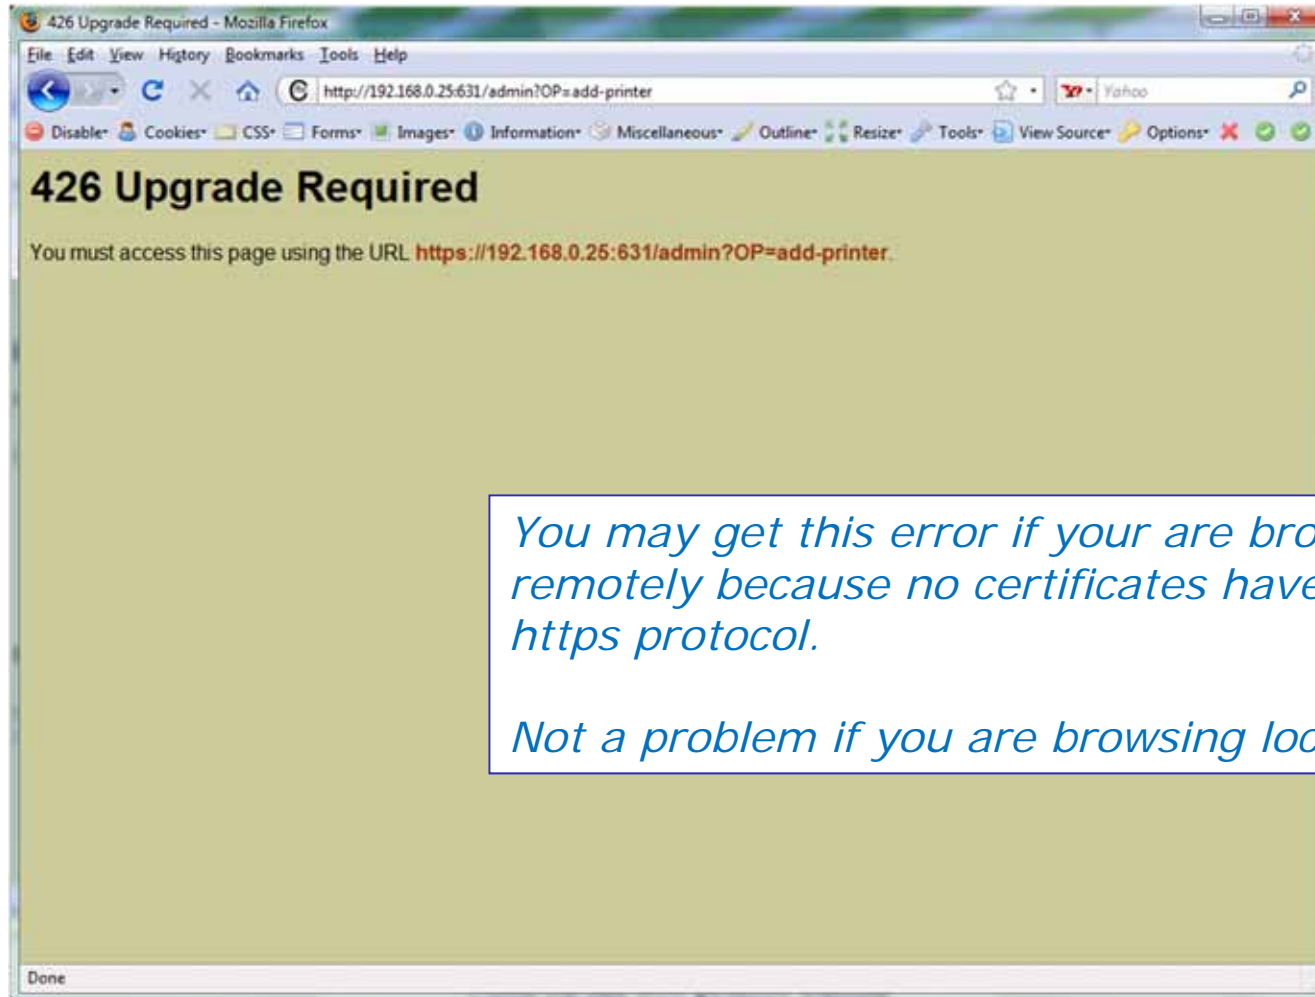 426 Upgrade Required - Mozilla Firefox
File Edit View History Bookmarks Tools Help
http://192.168.0.25:631/admin?OP=add-printer
Yahoo
Disable Cookies CSS Forms Images Information Miscellaneous Outline Resize Tools View Source Options
426 Upgrade Required
You must access this page using the URL https://192.168.0.25:631/admin?OP=add-printer.
You may get this error if your are bro
remotely because no certificates have
https protocol.
Not a problem if you are browsing loc
Done